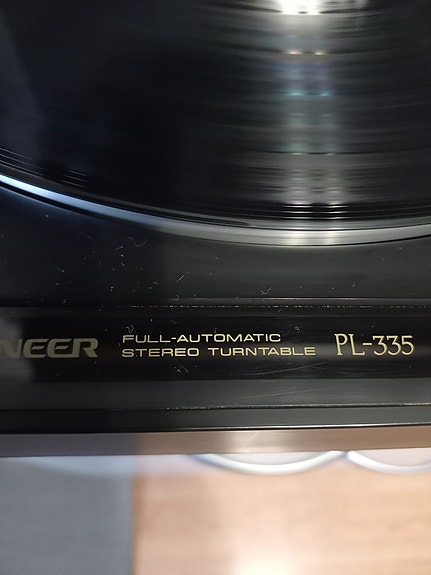 NEER FULL-AUTOMATIC
STEREO TURNTABLE PL-335